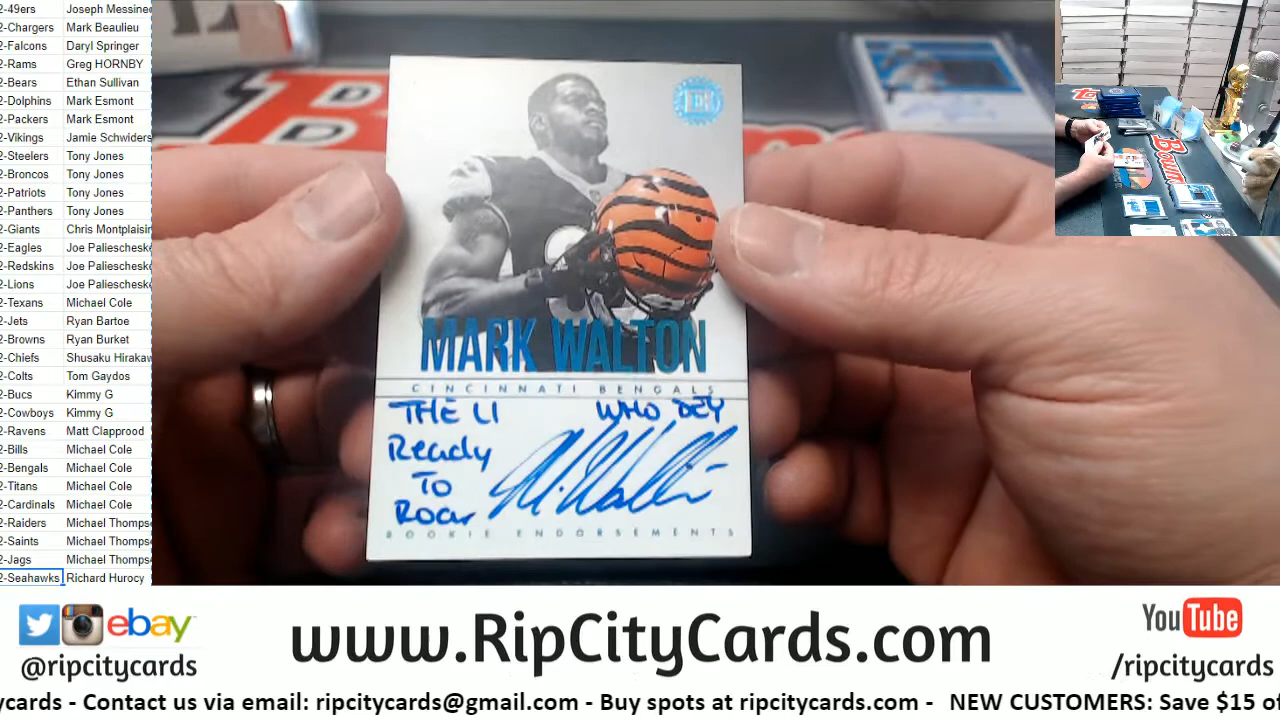 2-49ers Joseph Messinec
2-Chargers Mark Beaulieu
2-Falcons Daryl Springer
2-Rams Greg HORNBY
2-Bears Ethan Sullivan
2-Dolphins Mark Esmont
2-Packers Mark Esmont
2-Vikings Jamie Schwiders
2-Steelers Tony Jones
2-Broncos Tony Jones
2-Patriots Tony Jones
2-Panthers Tony Jones
2-Giants Chris Montplaisin
2-Eagles Joe Paliescheske
2-Redskins Joe Paliescheske
2-Lions Joe Paliescheske
2-Texans Michael Cole
2-Jets Ryan Bartoe
2-Browns Ryan Burket
2-Chiefs Shusaku Hirakaw
2-Colts Tom Gaydos
2-Bucs Kimmy G
2-Cowboys Kimmy G
2-Ravens Matt Clapprood
2-Bills Michael Cole
2-Bengals Michael Cole
2-Titans Michael Cole
2-Cardinals Michael Cole
2-Raiders Michael Thomps
2-Saints Michael Thomps
2-Jags Michael Thomps
2-Seahawks Richard Hurocy
MARK WALTON
CINCINNATI BENGALS
THE U WHO DEY
Ready
TO
Roar
ROOKIE ENDORSEMENTS
ebay
@ripcitycards
www.RipCityCards.com
YouTube
/ripcitycards
ycards - Contact us via email: ripcitycards@gmail.com - Buy spots at ripcitycards.com - NEW CUSTOMERS: Save $15 of